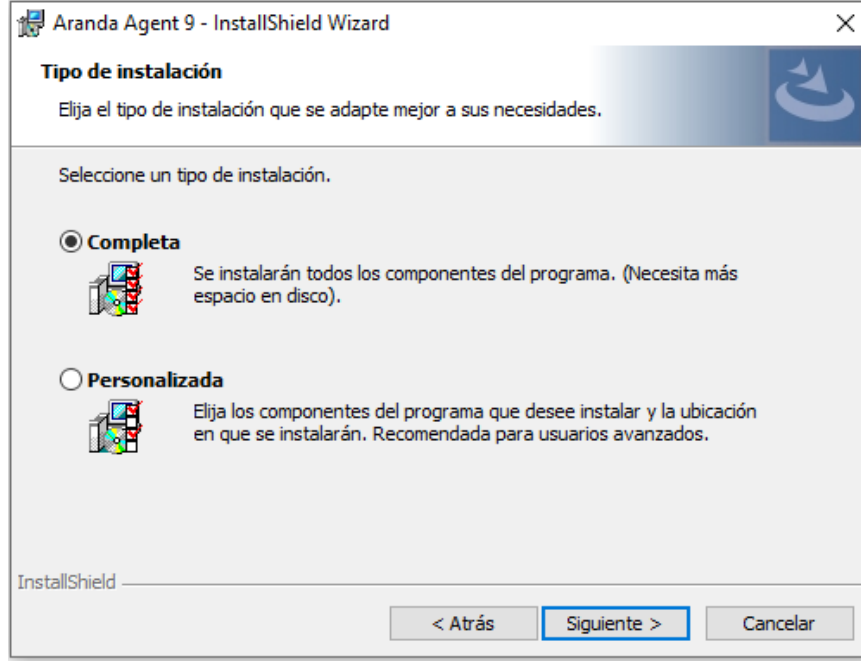 Aranda Agent 9 - InstallShield Wizard
Tipo de instalación
Elija el tipo de instalación que se adapte mejor a sus necesidades.
Seleccione un tipo de instalación.
Completa
Se instalarán todos los componentes del programa. (Necesita más
espacio en disco).
Personalizada
Elija los componentes del programa que desee instalar y la ubicación
en que se instalarán. Recomendada para usuarios avanzados.
InstallShield
< Atrás
Siguiente >
Cancelar